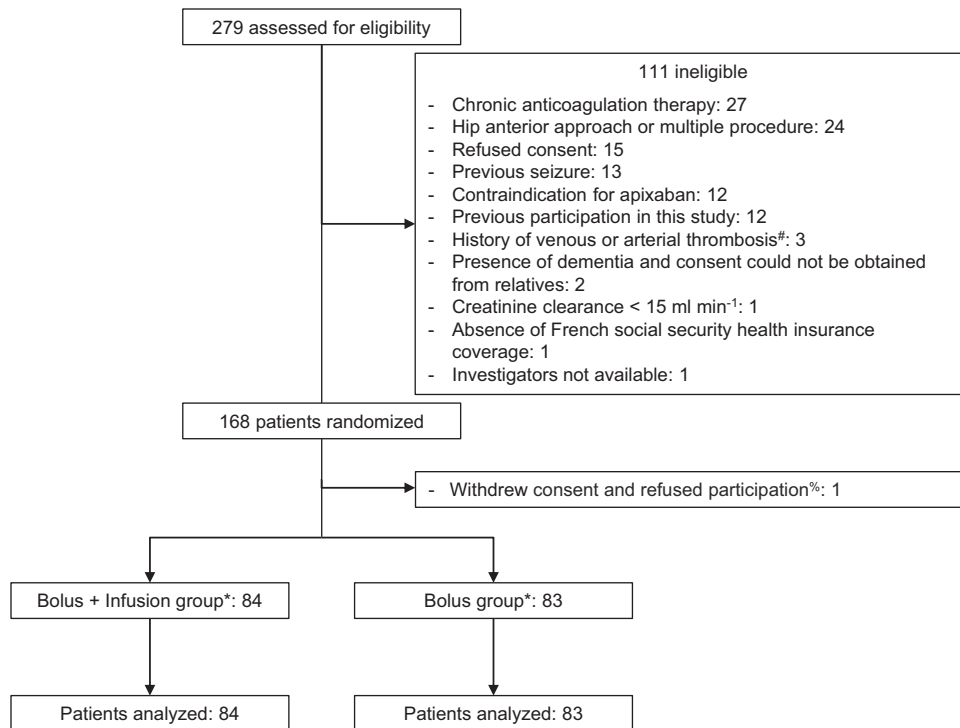 279 assessed for eligibility
111 ineligible
- Chronic anticoagulation therapy: 27
- Hip anterior approach or multiple procedure: 24
- Refused consent: 15
- Previous seizure: 13
- Contraindication for apixaban: 12
- Previous participation in this study: 12
- History of venous or arterial thrombosis#: 3
- Presence of dementia and consent could not be obtained
from relatives: 2
- Creatinine clearance < 15 ml min-1: 1
- Absence of French social security health insurance
coverage: 1
- Investigators not available: 1
168 patients randomized
- Withdrew consent and refused participation%: 1
Bolus + Infusion group*: 84
Bolus group*: 83
Patients analyzed: 84
Patients analyzed: 83